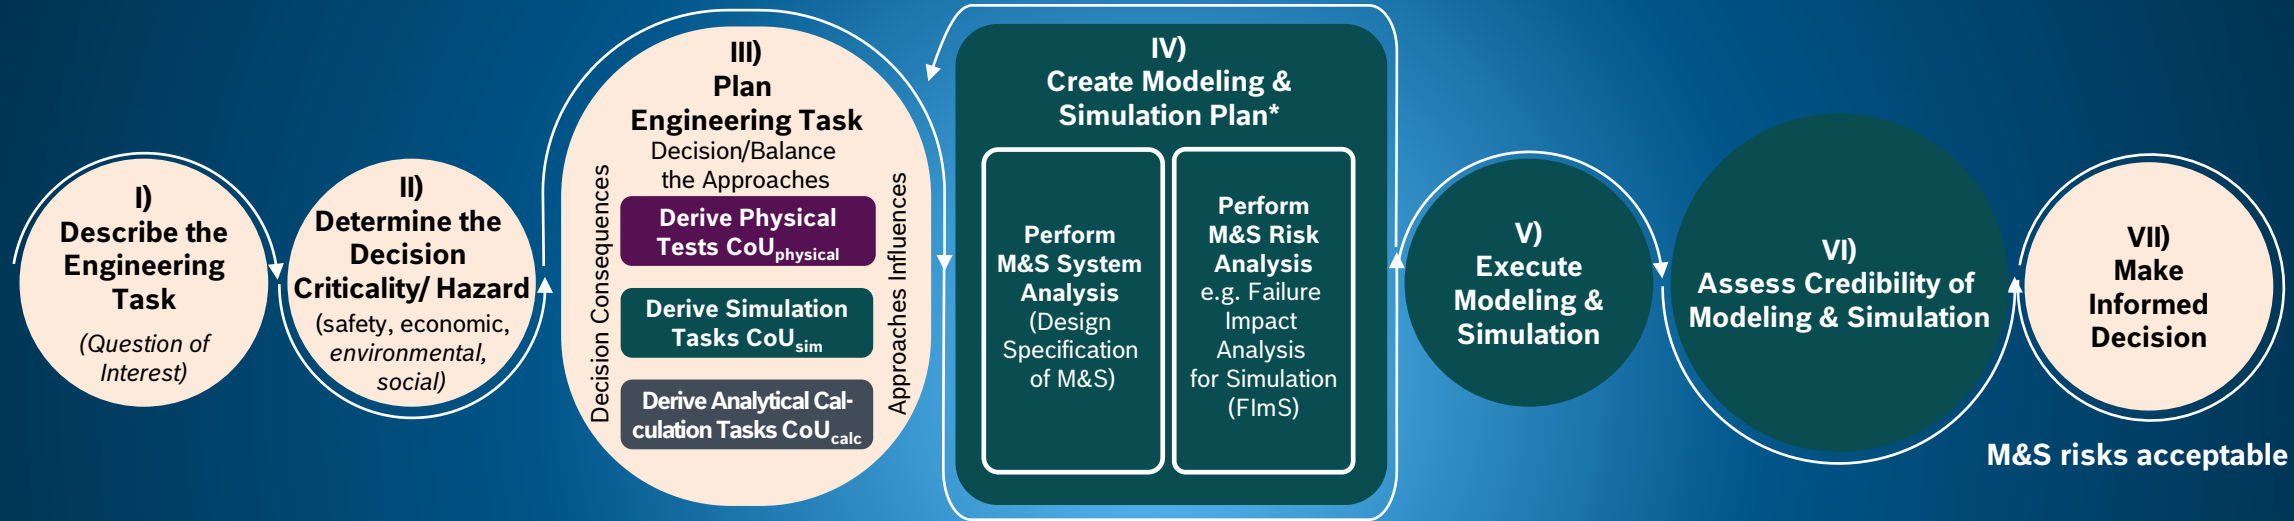 I)
Describe the
Engineering
Task
(Question of
Interest)
II)
Determine the
Decision
Criticality/ Hazard
(safety, economic,
environmental,
social)
III)
Plan
Engineering Task
Decision/Balance
the Approaches
Decision Consequences
Derive Physical
Tests CoUphysical
Derive Simulation
Tasks CoUsim
Derive Analytical Cal-
culation Tasks CoUcalc
Approaches Influences
IV)
Create Modeling &
Simulation Plan*
Perform
M&S System
Analysis
(Design
Specification
of M&S)
Perform
M&S Risk
Analysis
e.g. Failure
Impact
Analysis
for Simulation
(FImS)
V)
Execute
Modeling &
Simulation
VI)
Assess Credibility of
Modeling & Simulation
VII)
Make
Informed
Decision
M&S risks acceptable